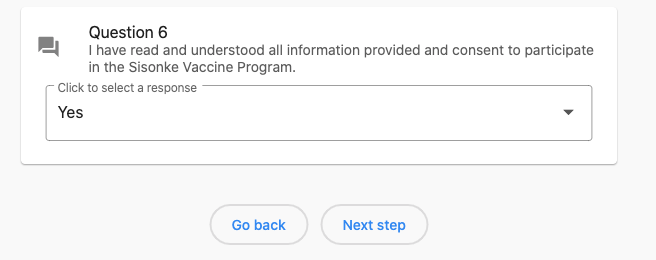 Question 6
I have read and understood all information provided and consent to participate
in the Sisonke Vaccine Program.
Click to select a response
Yes
Go back
Next step